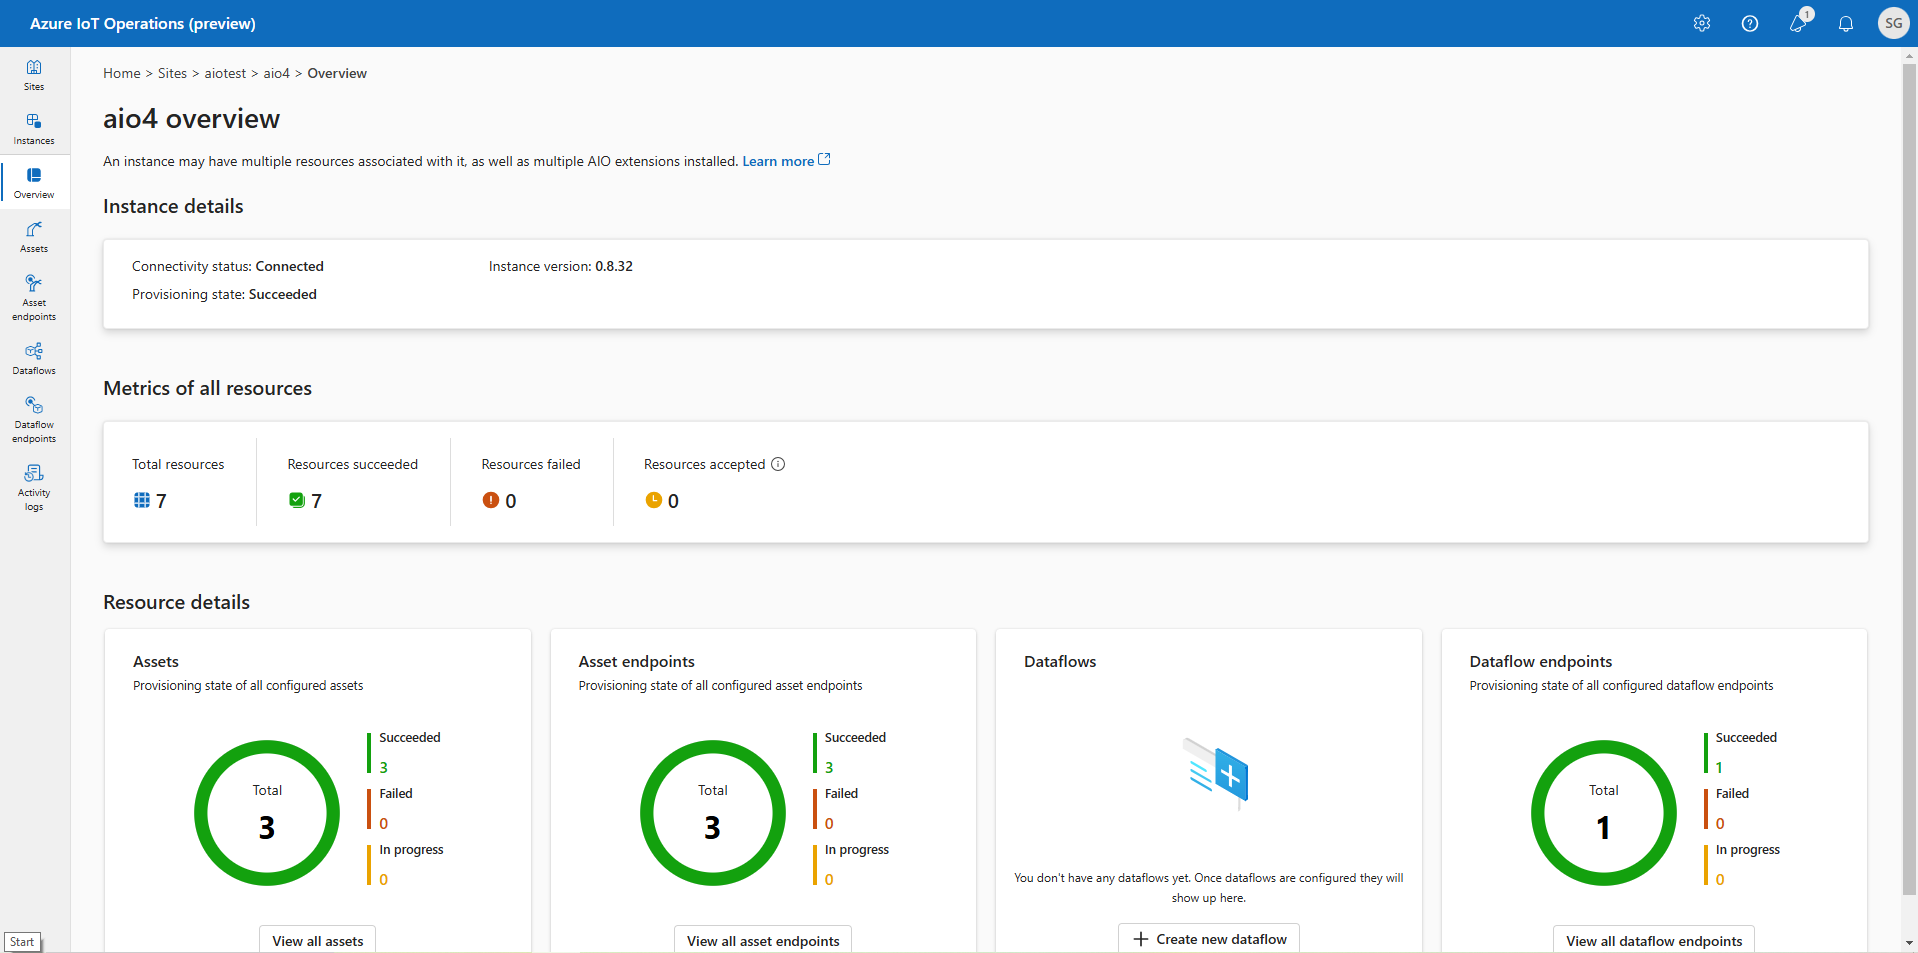 Azure IoT Operations (preview)
1
SG
Sites
Instances
Overview
Assets
Asset
endpoints
Dataflows
Dataflow
endpoints
Activity
logs
Start
Home > Sites > aiotest > aio4 > Overview
aio4 overview
An instance may have multiple resources associated with it, as well as multiple AIO extensions installed. Learn more
Instance details
Connectivity status: Connected
Instance version: 0.8.32
Provisioning state: Succeeded
Metrics of all resources
Total resources
7
Resources succeeded
7
Resources failed
0
Resources accepted
0
Resource details
Assets
Provisioning state of all configured assets
Total
3
Succeeded
3
Failed
0
In progress
0
View all assets
Asset endpoints
Provisioning state of all configured asset endpoints
Total
3
Succeeded
3
Failed
0
In progress
0
View all asset endpoints
Dataflows
You don't have any dataflows yet. Once dataflows are configured they will
show up here.
Create new dataflow
Dataflow endpoints
Provisioning state of all configured dataflow endpoints
Total
1
Succeeded
1
Failed
0
In progress
0
View all dataflow endpoints